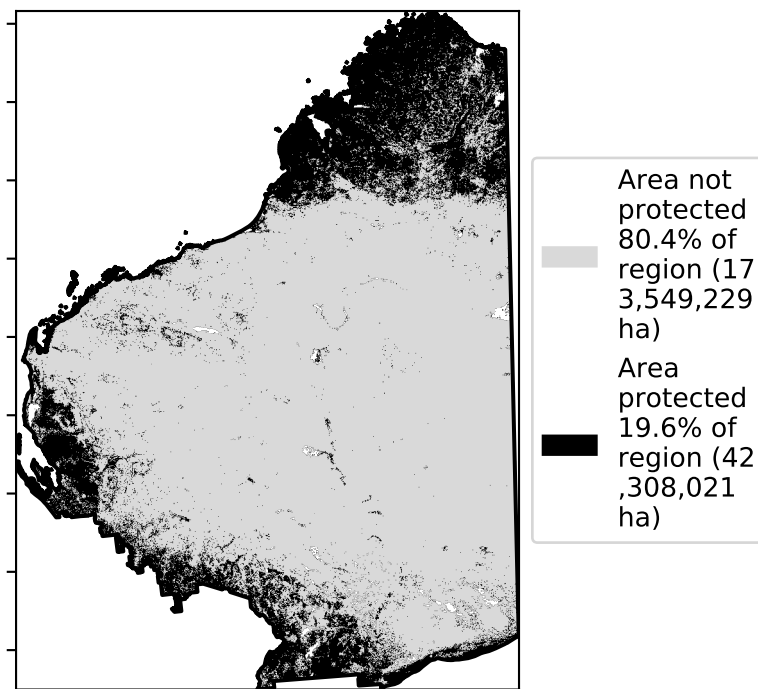 Area not
protected
80.4% of
region (17
3,549,229
ha)
Area
protected
19.6% of
region (42
,308,021
ha)